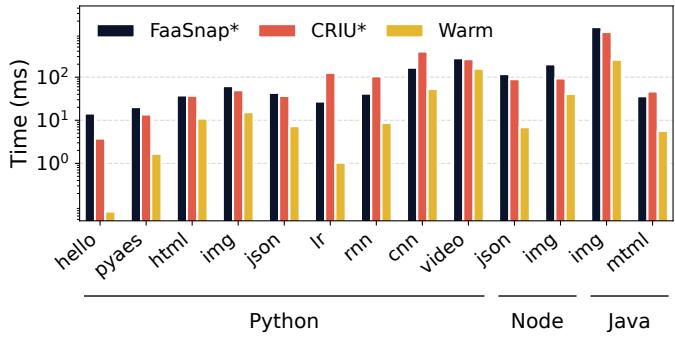 FaaSnap* CRIU* Warm
Time (ms)
10²
10¹
10⁰
hello pyaes html img json lr rnn cnn video json img img mtml
Python Node Java